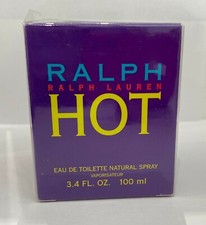 RALPH
RALPH LAUREN
HOT
EAU DE TOILETTE NATURAL SPRAY
VAPORISATEUR
3.4 FL. OZ. 100 ml